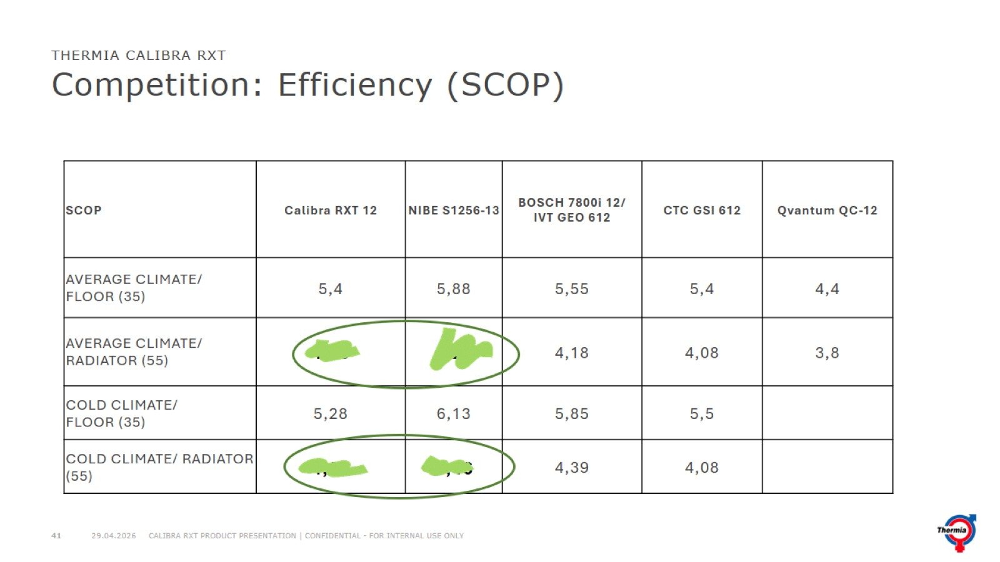 THERMIA CALIBRA RXT
Competition: Efficiency (SCOP)
SCOP
Calibra RXT 12
NIBE S1256-13
BOSCH 7800i 12/
IVT GEO 612
CTC GSI 612
Qvantum QC-12
AVERAGE CLIMATE/
FLOOR (35)
5,4
5,88
5,55
5,4
4,4
AVERAGE CLIMATE/
RADIATOR (55)
4,18
4,08
3,8
COLD CLIMATE/
FLOOR (35)
5,28
6,13
5,85
5,5
COLD CLIMATE/ RADIATOR
(55)
4,39
4,08
41
29.04.2026
CALIBRA RXT PRODUCT PRESENTATION | CONFIDENTIAL - FOR INTERNAL USE ONLY
Thermia